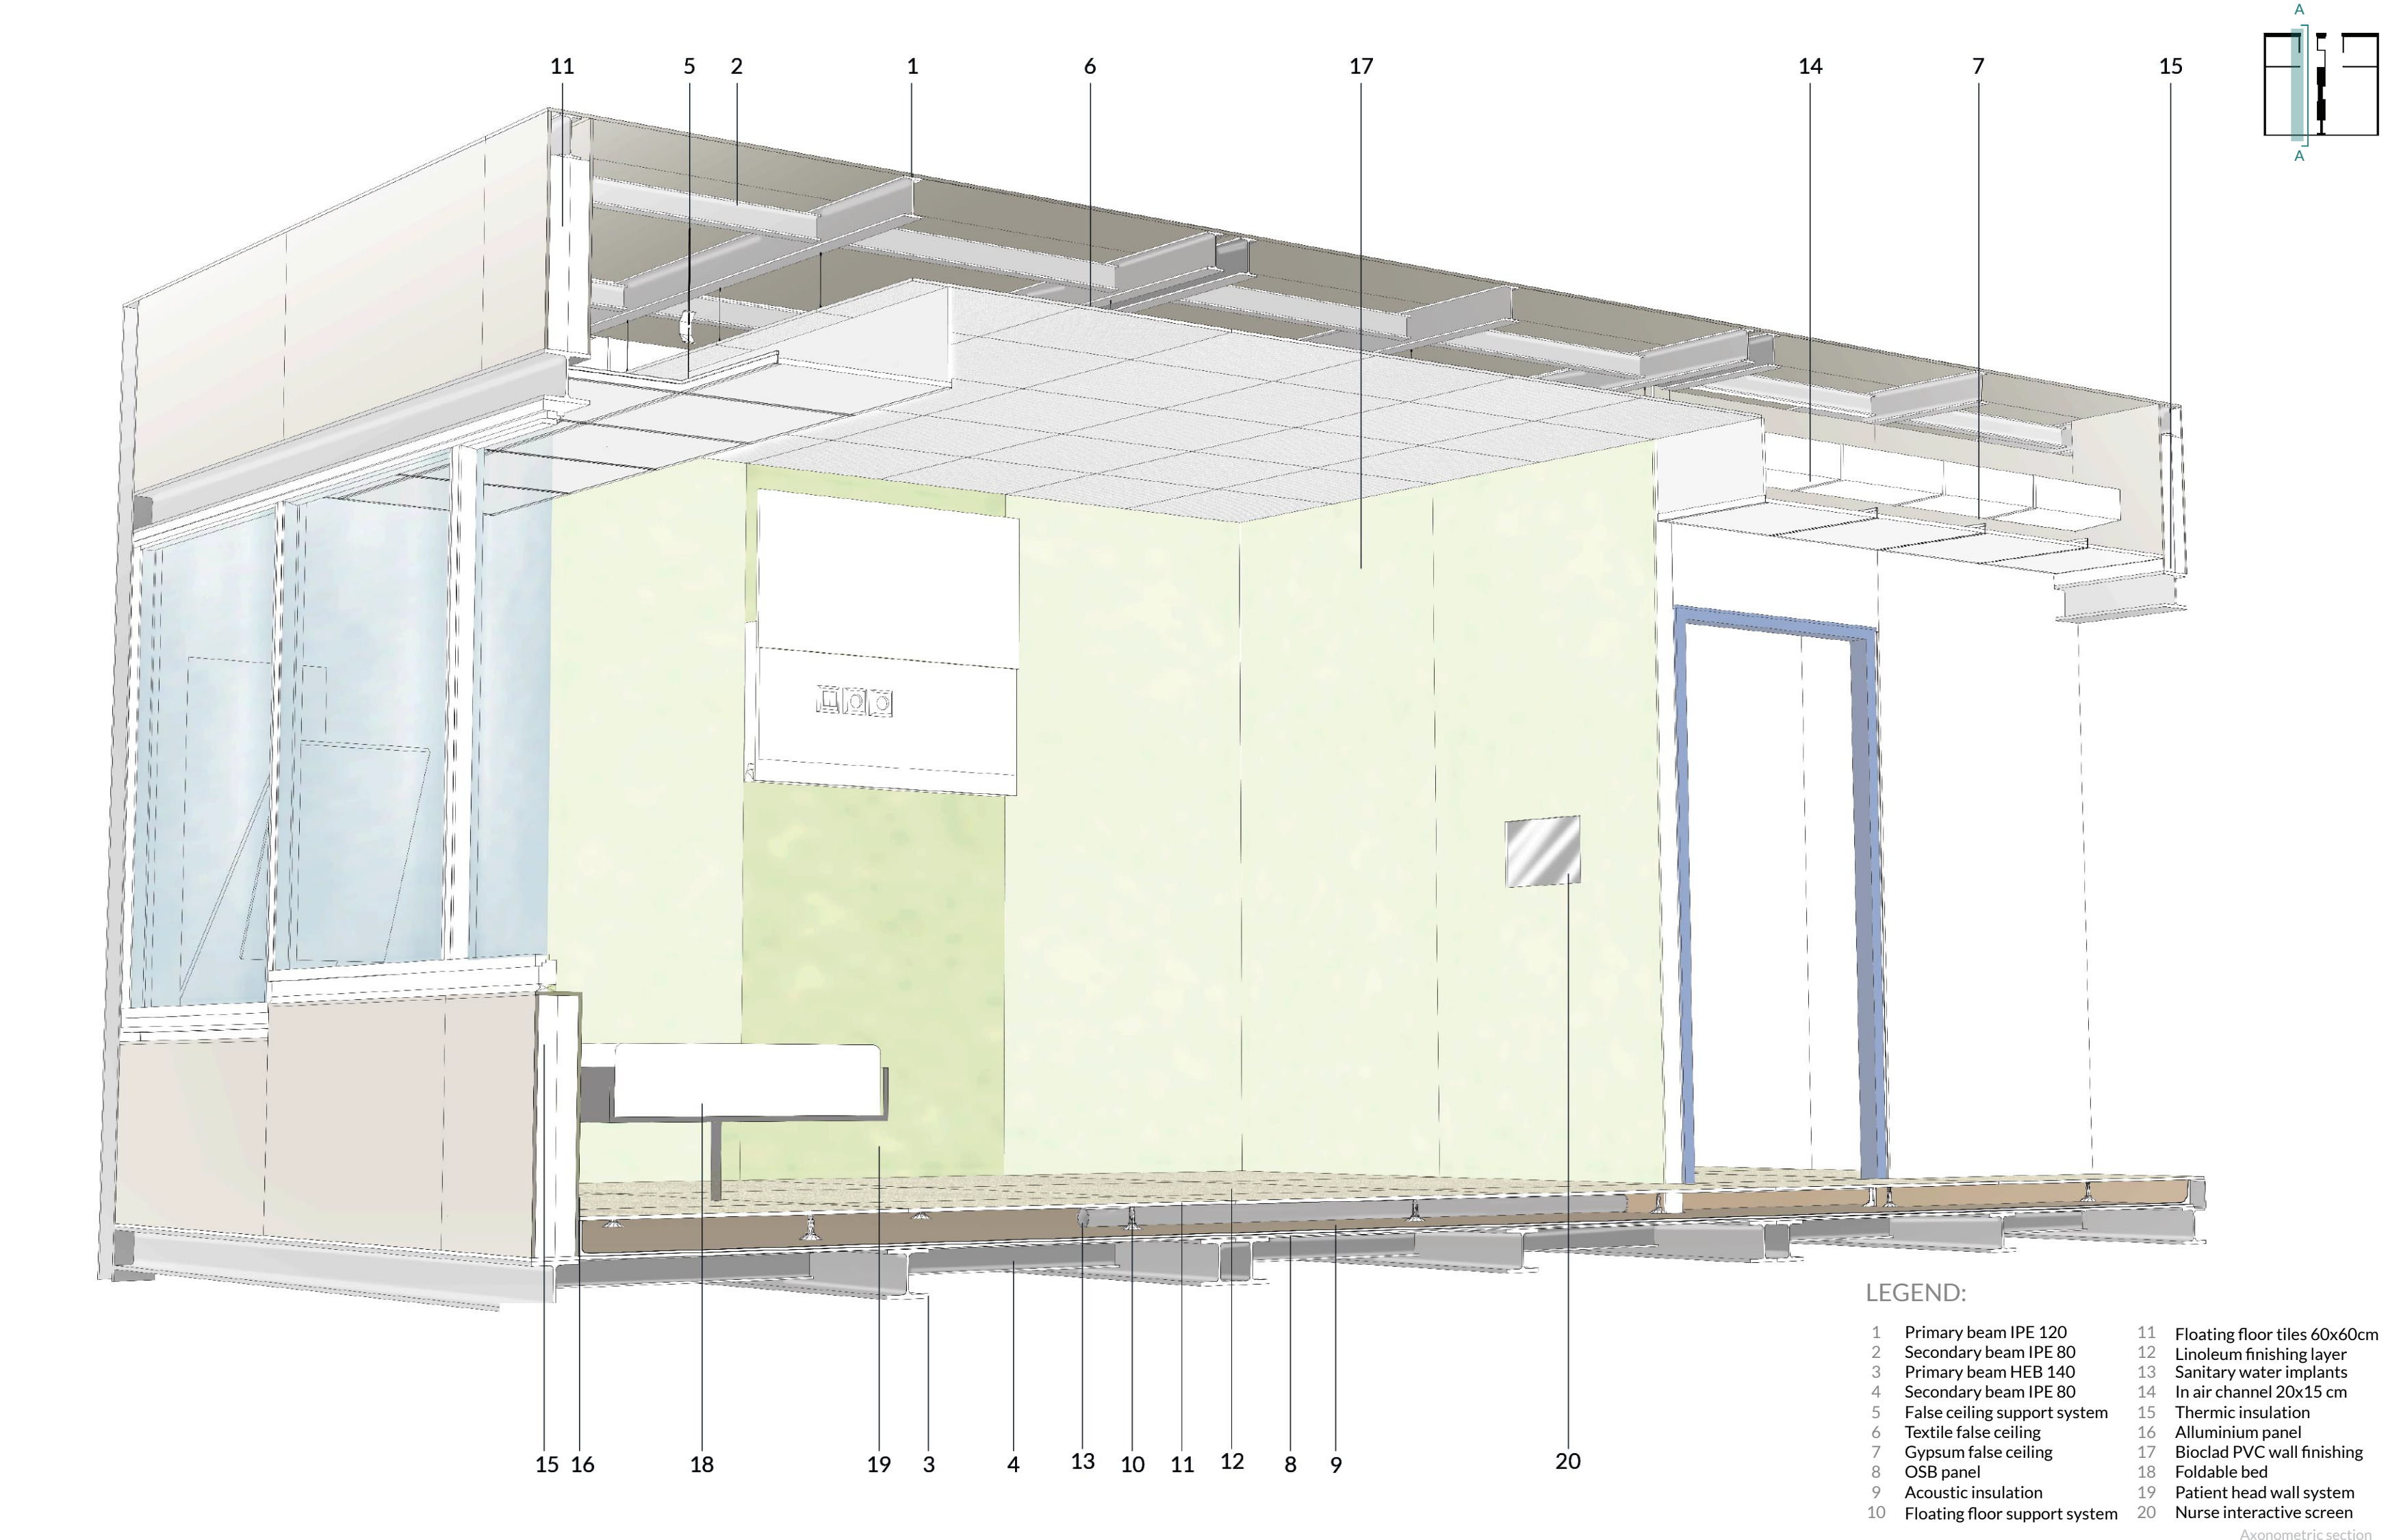 A
11 5 2 1 6 17 14 7 15
A
15 16 18 19 3 4 13 10 11 12 8 9 20
LEGEND:
1 Primary beam IPE 120
2 Secondary beam IPE 80
3 Primary beam HEB 140
4 Secondary beam IPE 80
5 False ceiling support system
6 Textile false ceiling
7 Gypsum false ceiling
8 OSB panel
9 Acoustic insulation
10 Floating floor support system
11 Floating floor tiles 60x60cm
12 Linoleum finishing layer
13 Sanitary water implants
14 In air channel 20x15 cm
15 Thermic insulation
16 Alluminium panel
17 Bioclad PVC wall finishing
18 Foldable bed
19 Patient head wall system
20 Nurse interactive screen
Axonometric section